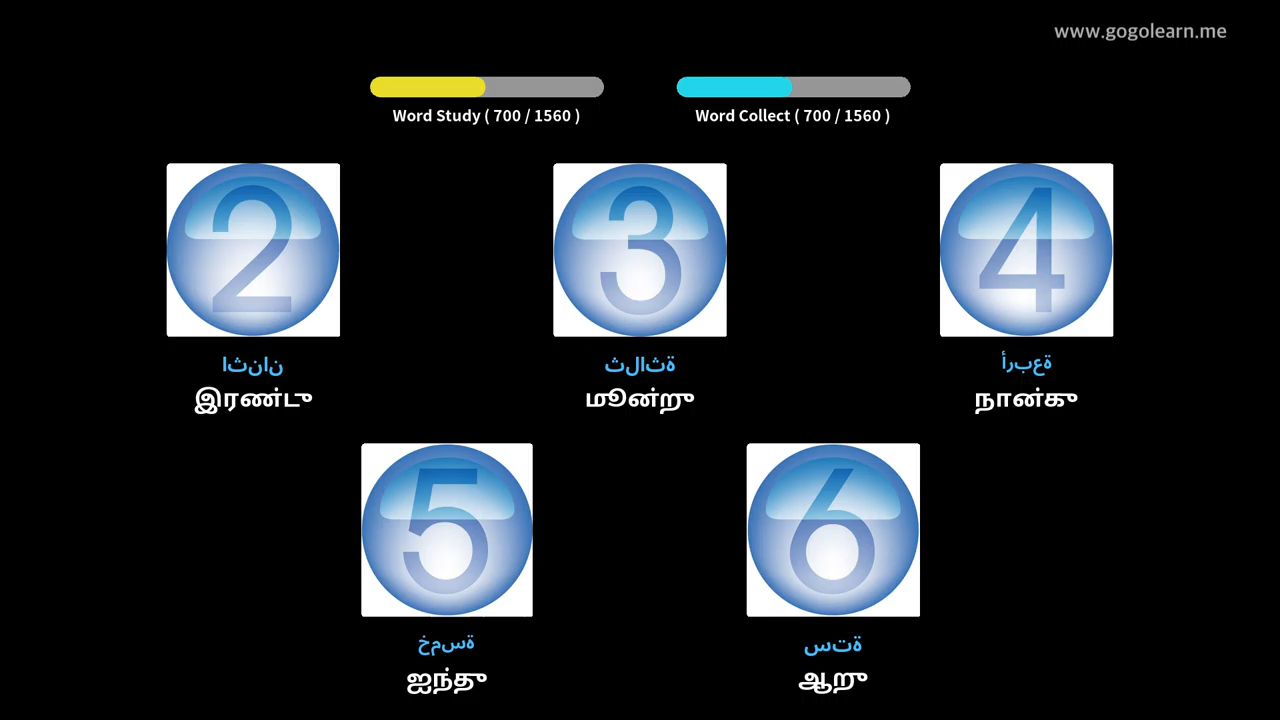 www.gogolearn.me
Word Study ( 700 / 1560 )
Word Collect ( 700 / 1560 )
اثنان
ثلاثة
أربعة
இரண்டு
மூன்று
நான்கு
خمسة
ستة
ஐந்து
ஆறு
2
3
4
5
6